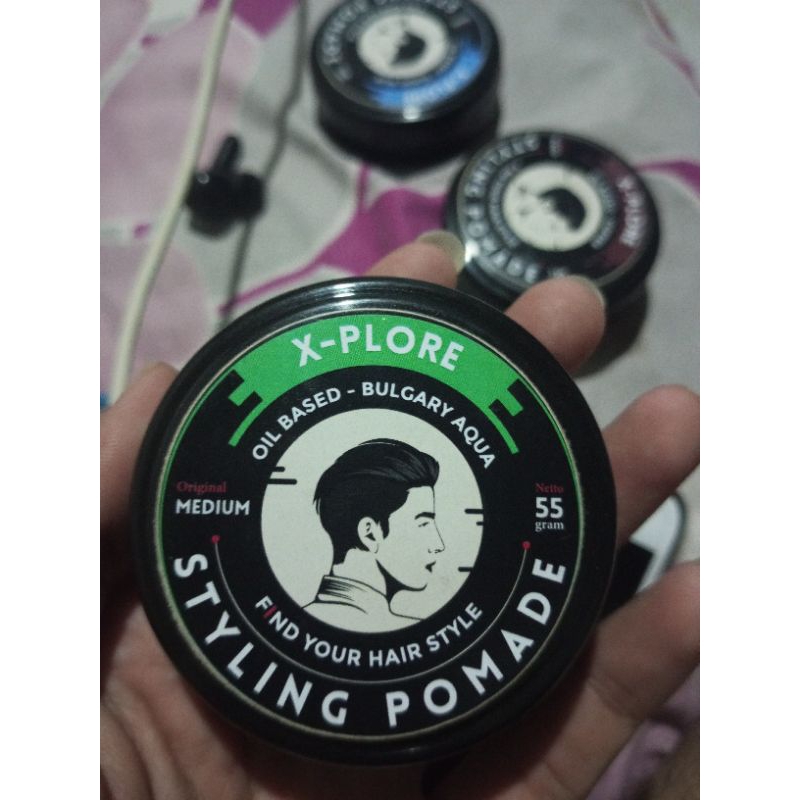 X-PLORE
OIL BASED - BULGARY AQUA
Original
MEDIUM
Netto
55
gram
FIND YOUR HAIR STYLE
STYLING POMADE